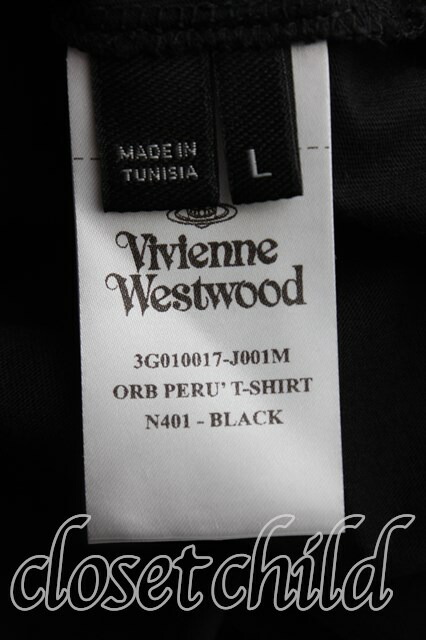 MADE IN
TUNISIA
L
Vivienne
Westwood
3G010017-J001M
ORB PERU' T-SHIRT
N401 - BLACK
closetchild